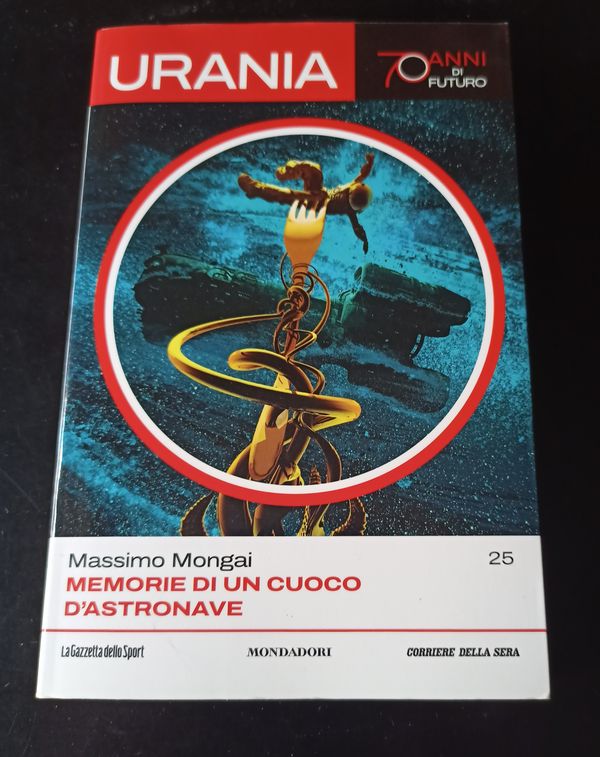 URANIA
70 ANNI
DI
FUTURO
Massimo Mongai
25
MEMORIE DI UN CUOCO
D'ASTRONAVE
La Gazzetta dello Sport
MONDADORI
CORRIERE DELLA SERA